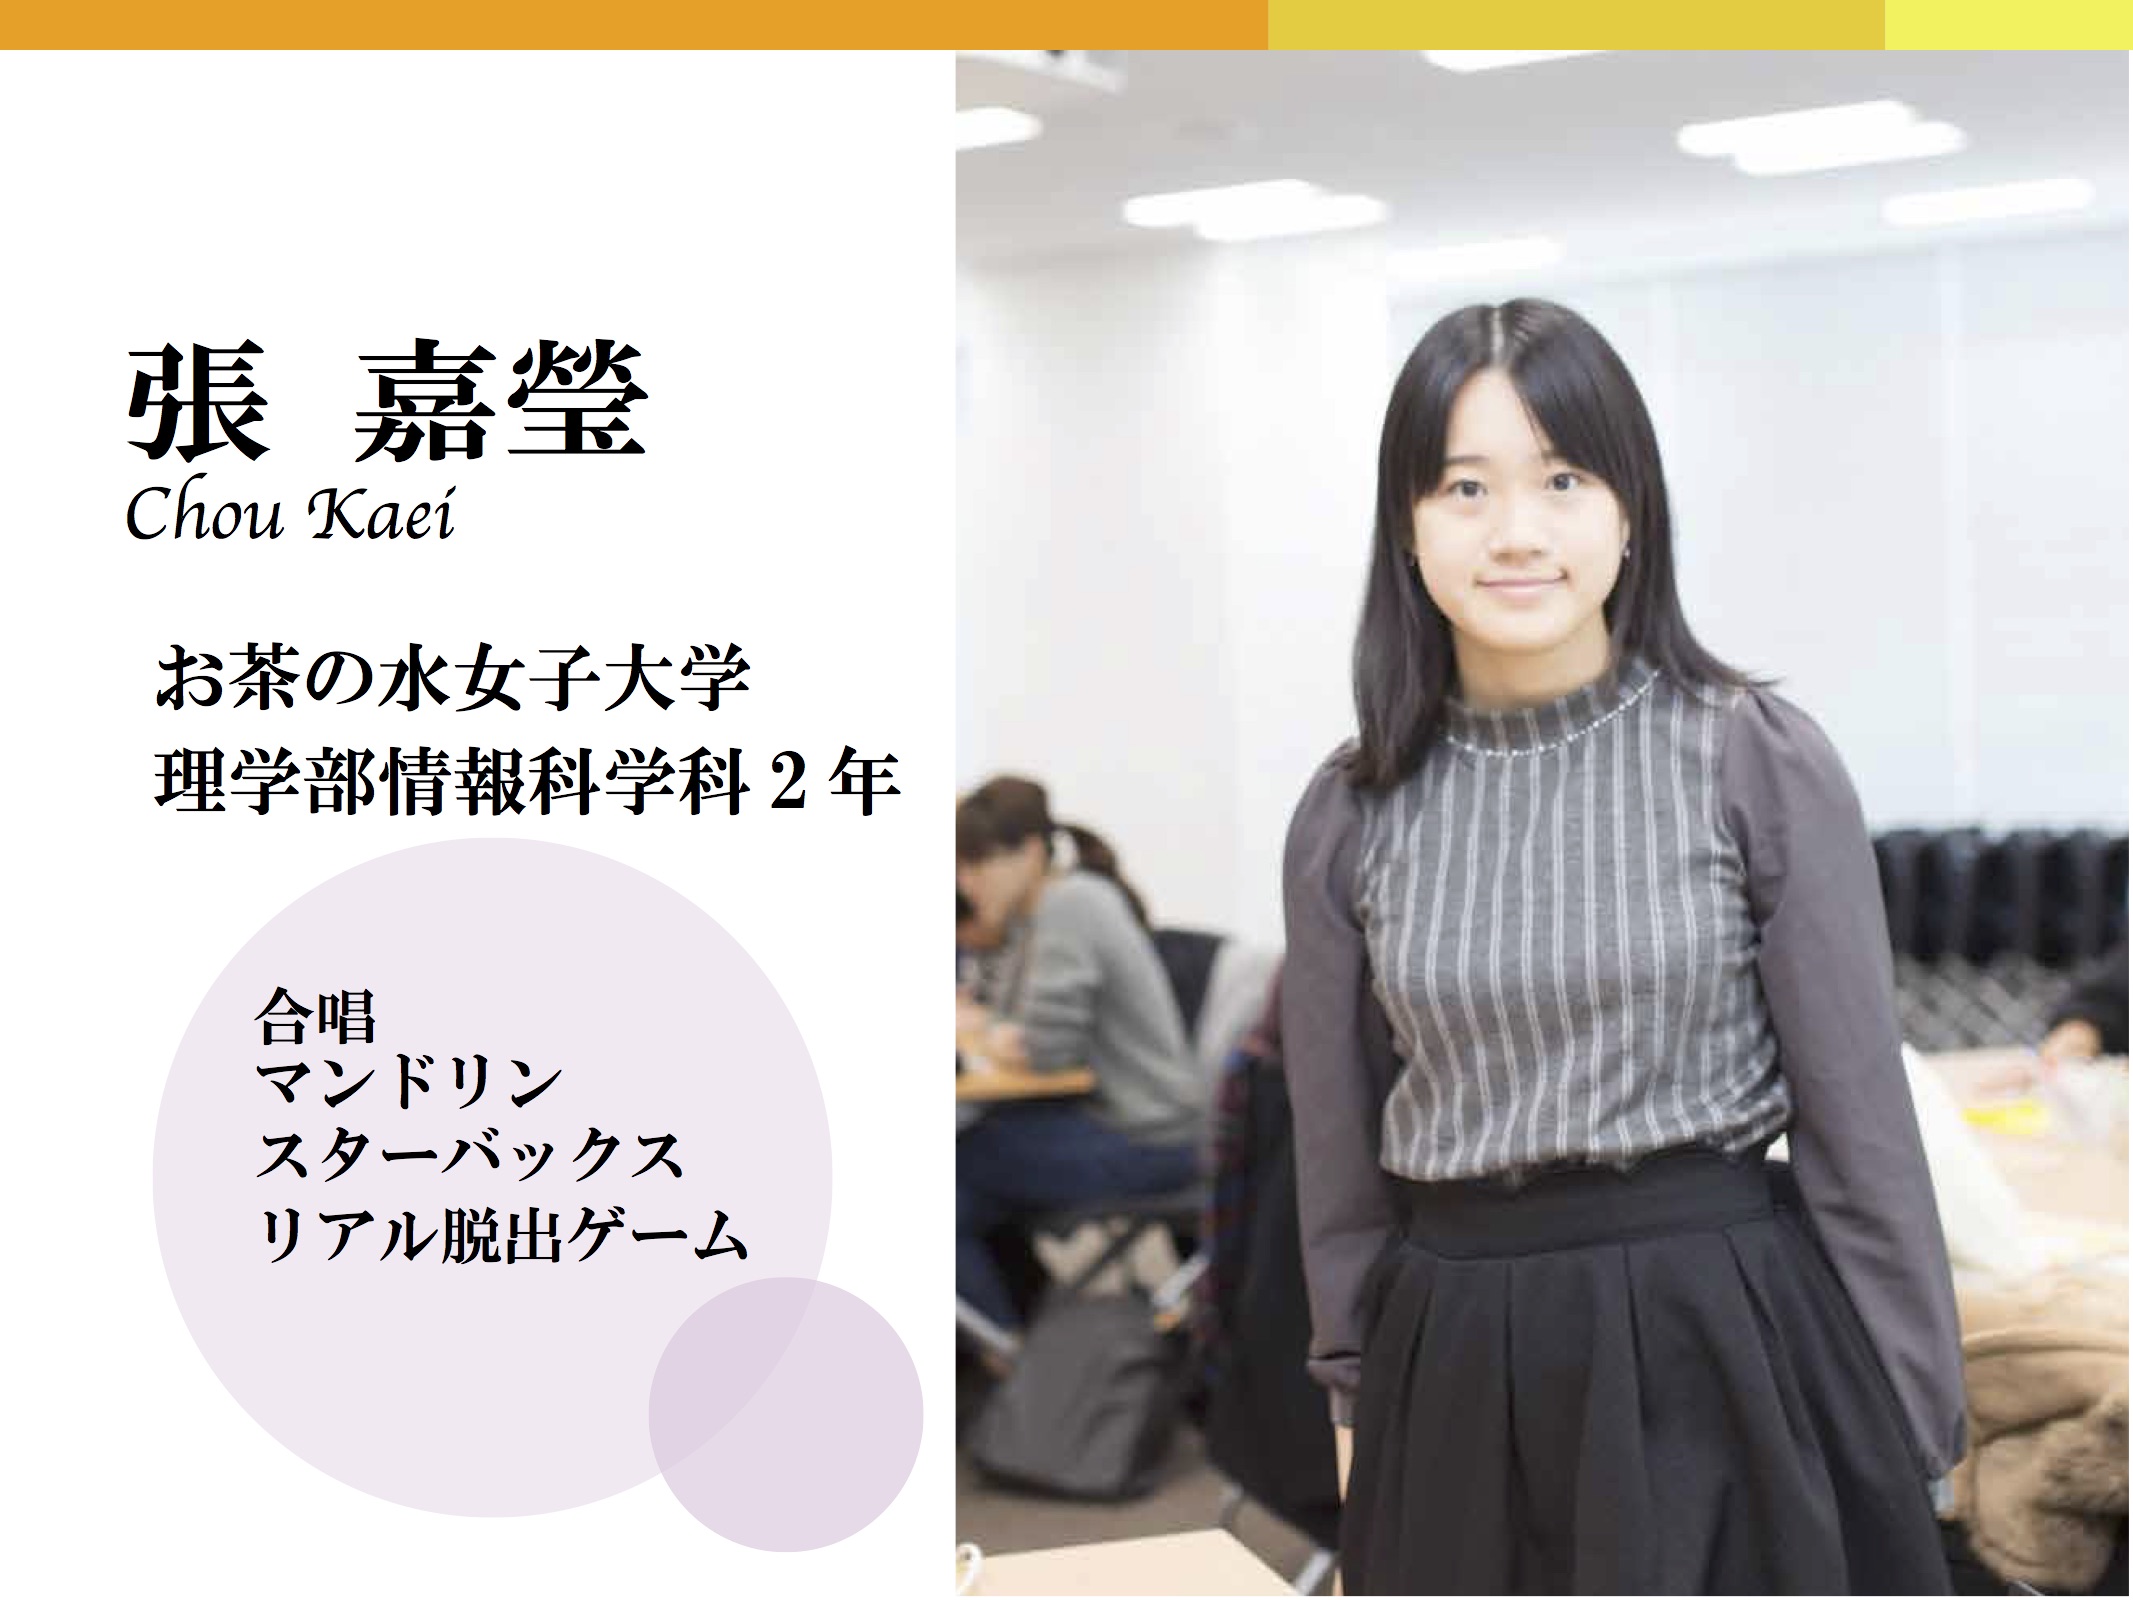 張 嘉瑩
Chou Kaei
お茶の水女子大学
理学部情報科学科2年
合唱
マンドリン
スターバックス
リアル脱出ゲーム